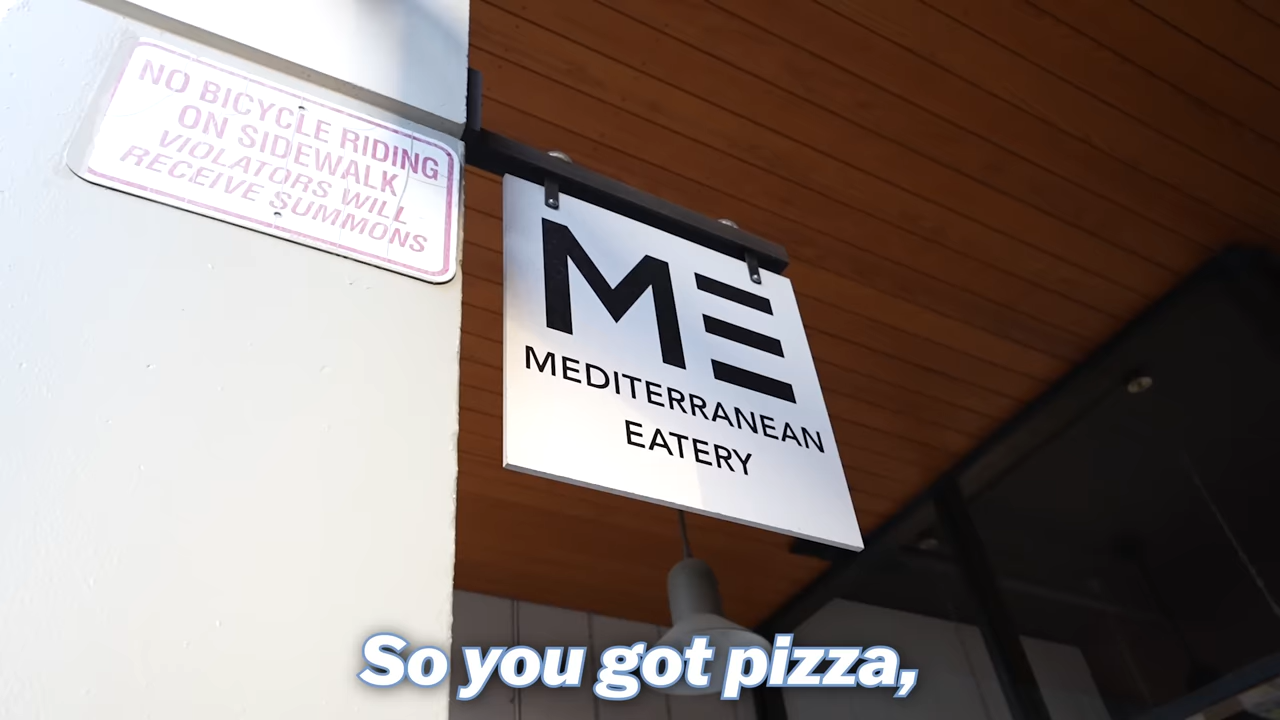 NO BICYCLE RIDING
ON SIDEWALK
VIOLATORS WILL
RECEIVE SUMMONS
ME
MEDITERRANEAN
EATERY
So you got pizza,